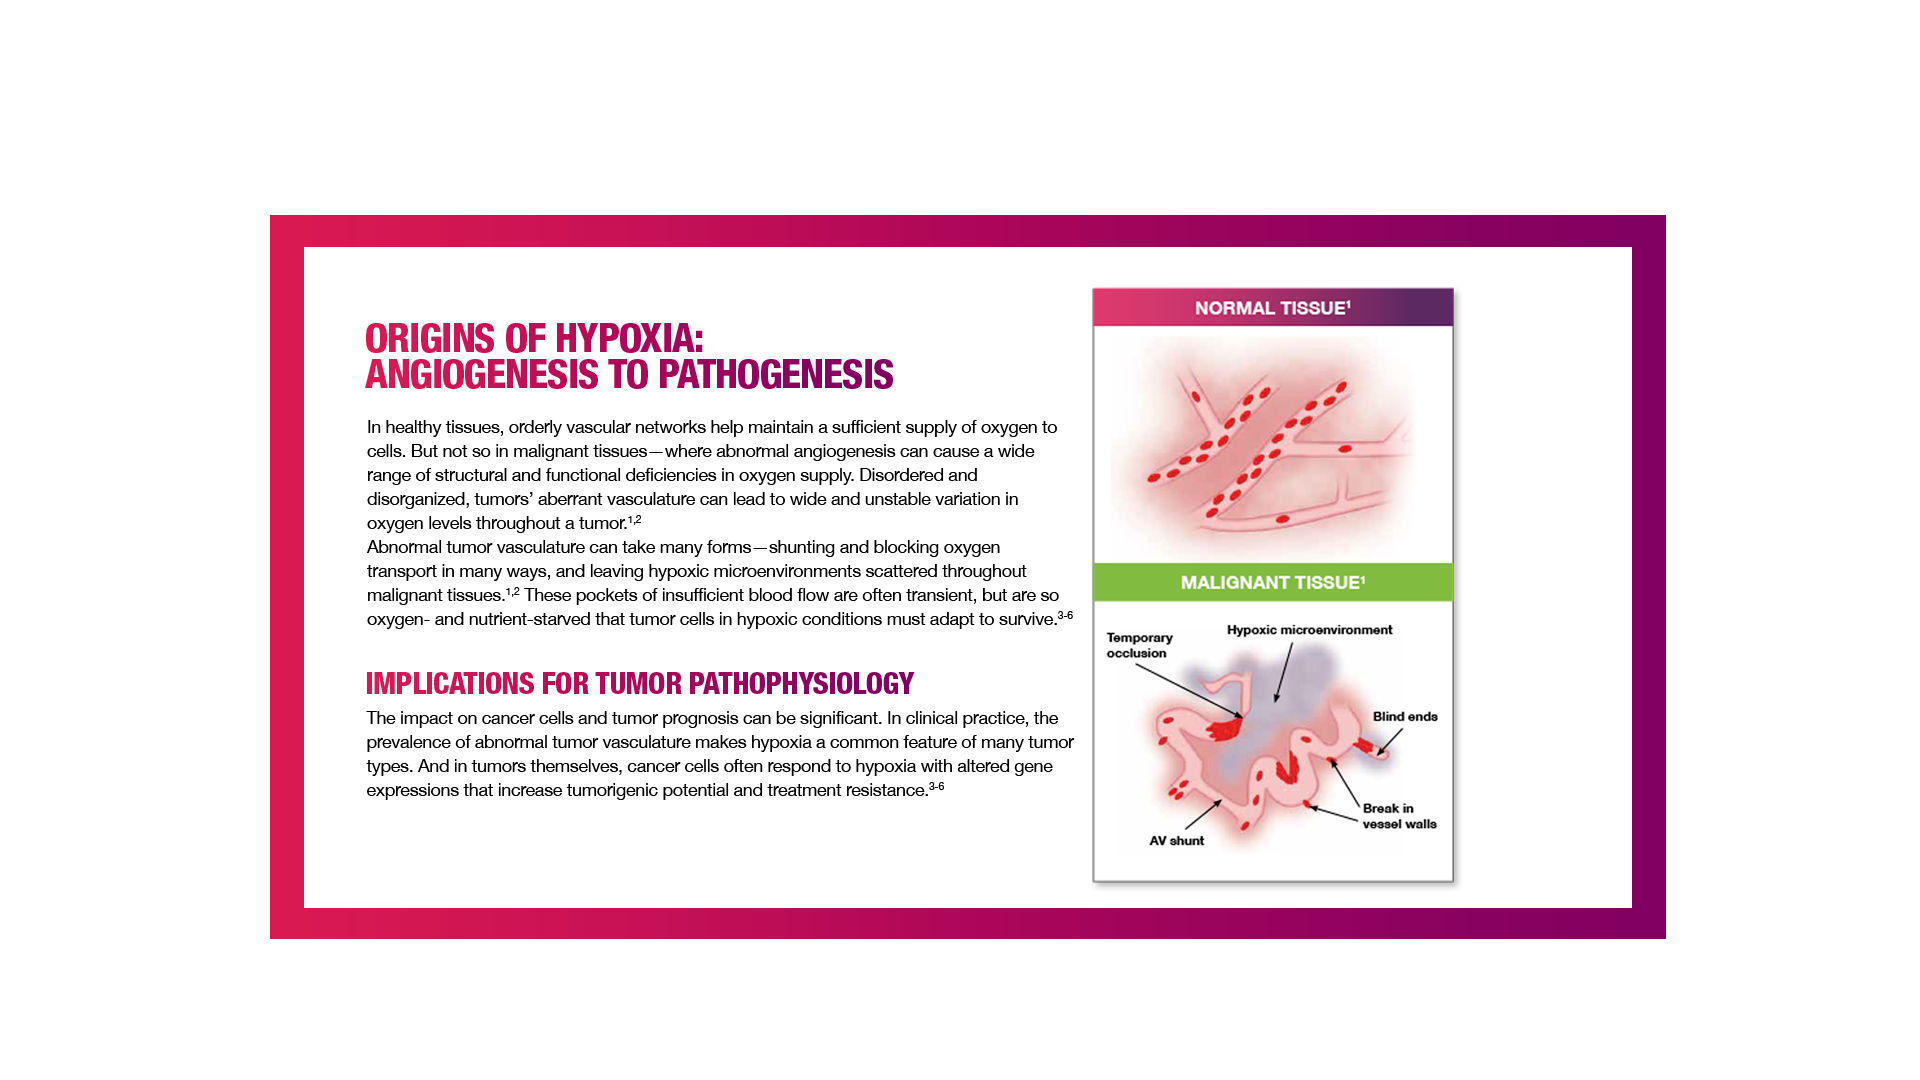 ORIGINS OF HYPOXIA:
ANGIOGENESIS TO PATHOGENESIS
In healthy tissues, orderly vascular networks help maintain a sufficient supply of oxygen to
cells. But not so in malignant tissues—where abnormal angiogenesis can cause a wide
range of structural and functional deficiencies in oxygen supply. Disordered and
disorganized, tumors’ aberrant vasculature can lead to wide and unstable variation in
oxygen levels throughout a tumor.¹,²
Abnormal tumor vasculature can take many forms—shunting and blocking oxygen
transport in many ways, and leaving hypoxic microenvironments scattered throughout
malignant tissues.¹,² These pockets of insufficient blood flow are often transient, but are so
oxygen- and nutrient-starved that tumor cells in hypoxic conditions must adapt to survive.³-⁶
IMPLICATIONS FOR TUMOR PATHOPHYSIOLOGY
The impact on cancer cells and tumor prognosis can be significant. In clinical practice, the
prevalence of abnormal tumor vasculature makes hypoxia a common feature of many tumor
types. And in tumors themselves, cancer cells often respond to hypoxia with altered gene
expressions that increase tumorigenic potential and treatment resistance.³-⁶
NORMAL TISSUE¹
MALIGNANT TISSUE¹
Temporary
occlusion
Hypoxic microenvironment
Blind ends
Break in
vessel walls
AV shunt